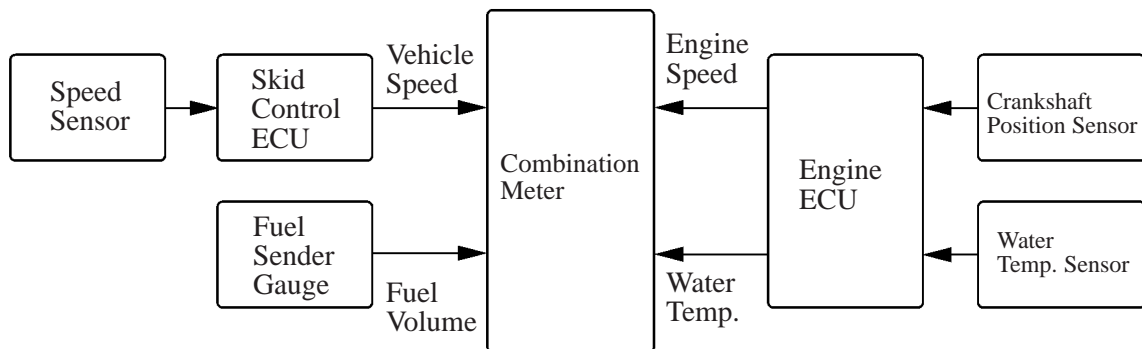 Speed
Sensor
Skid
Control
ECU
Vehicle
Speed
Fuel
Sender
Gauge
Fuel
Volume
Combination
Meter
Engine
Speed
Water
Temp.
Engine
ECU
Crankshaft
Position Sensor
Water
Temp. Sensor